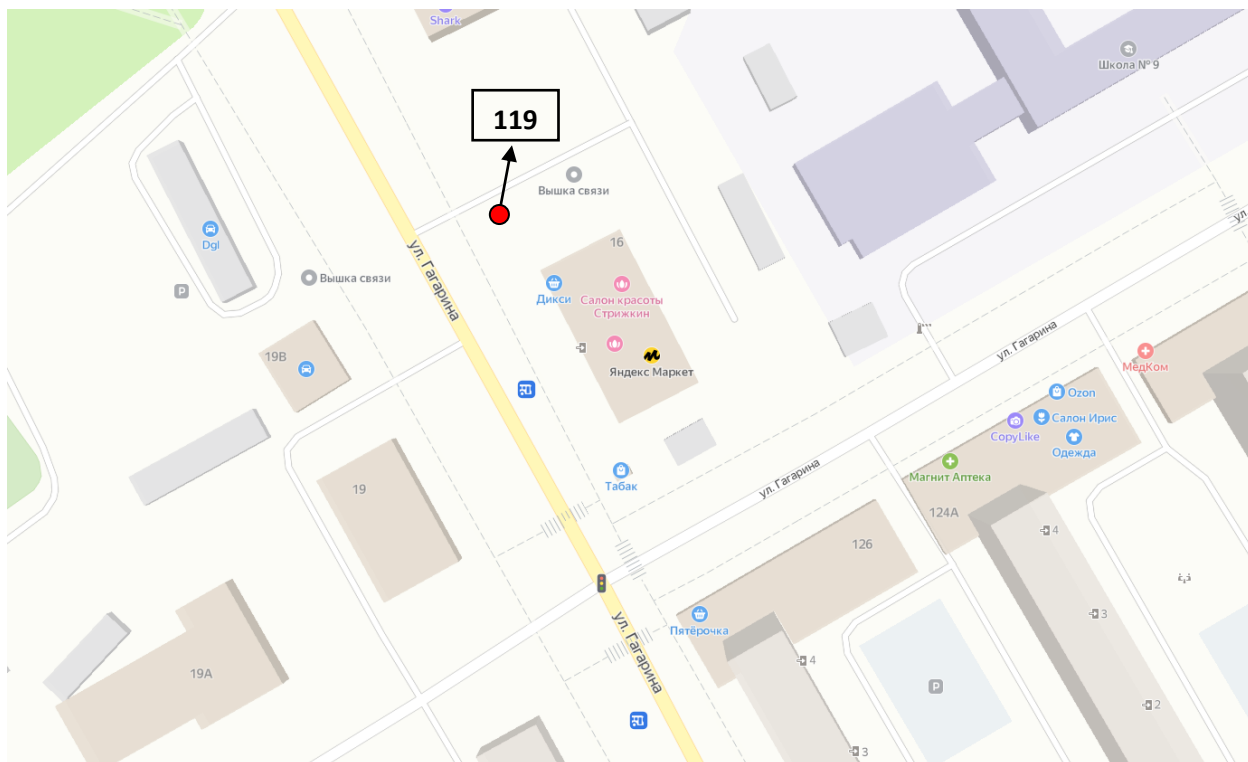 Shark
Школа № 9
119
Вышка связи
ул.
Dgl
16
ул. Гагарина
P
Вышка связи
Дикси
Салон красоты
Стрижкин
ул. Гагарина
19В
Яндекс Маркет
МедКом
Ozon
CopyLike
Салон Ирис
Одежда
Табак
ул. Гагарина
Магнит Аптека
19
124А
4
126
3
Пятёрочка
ул. Гагарина
4
19А
P
2
3